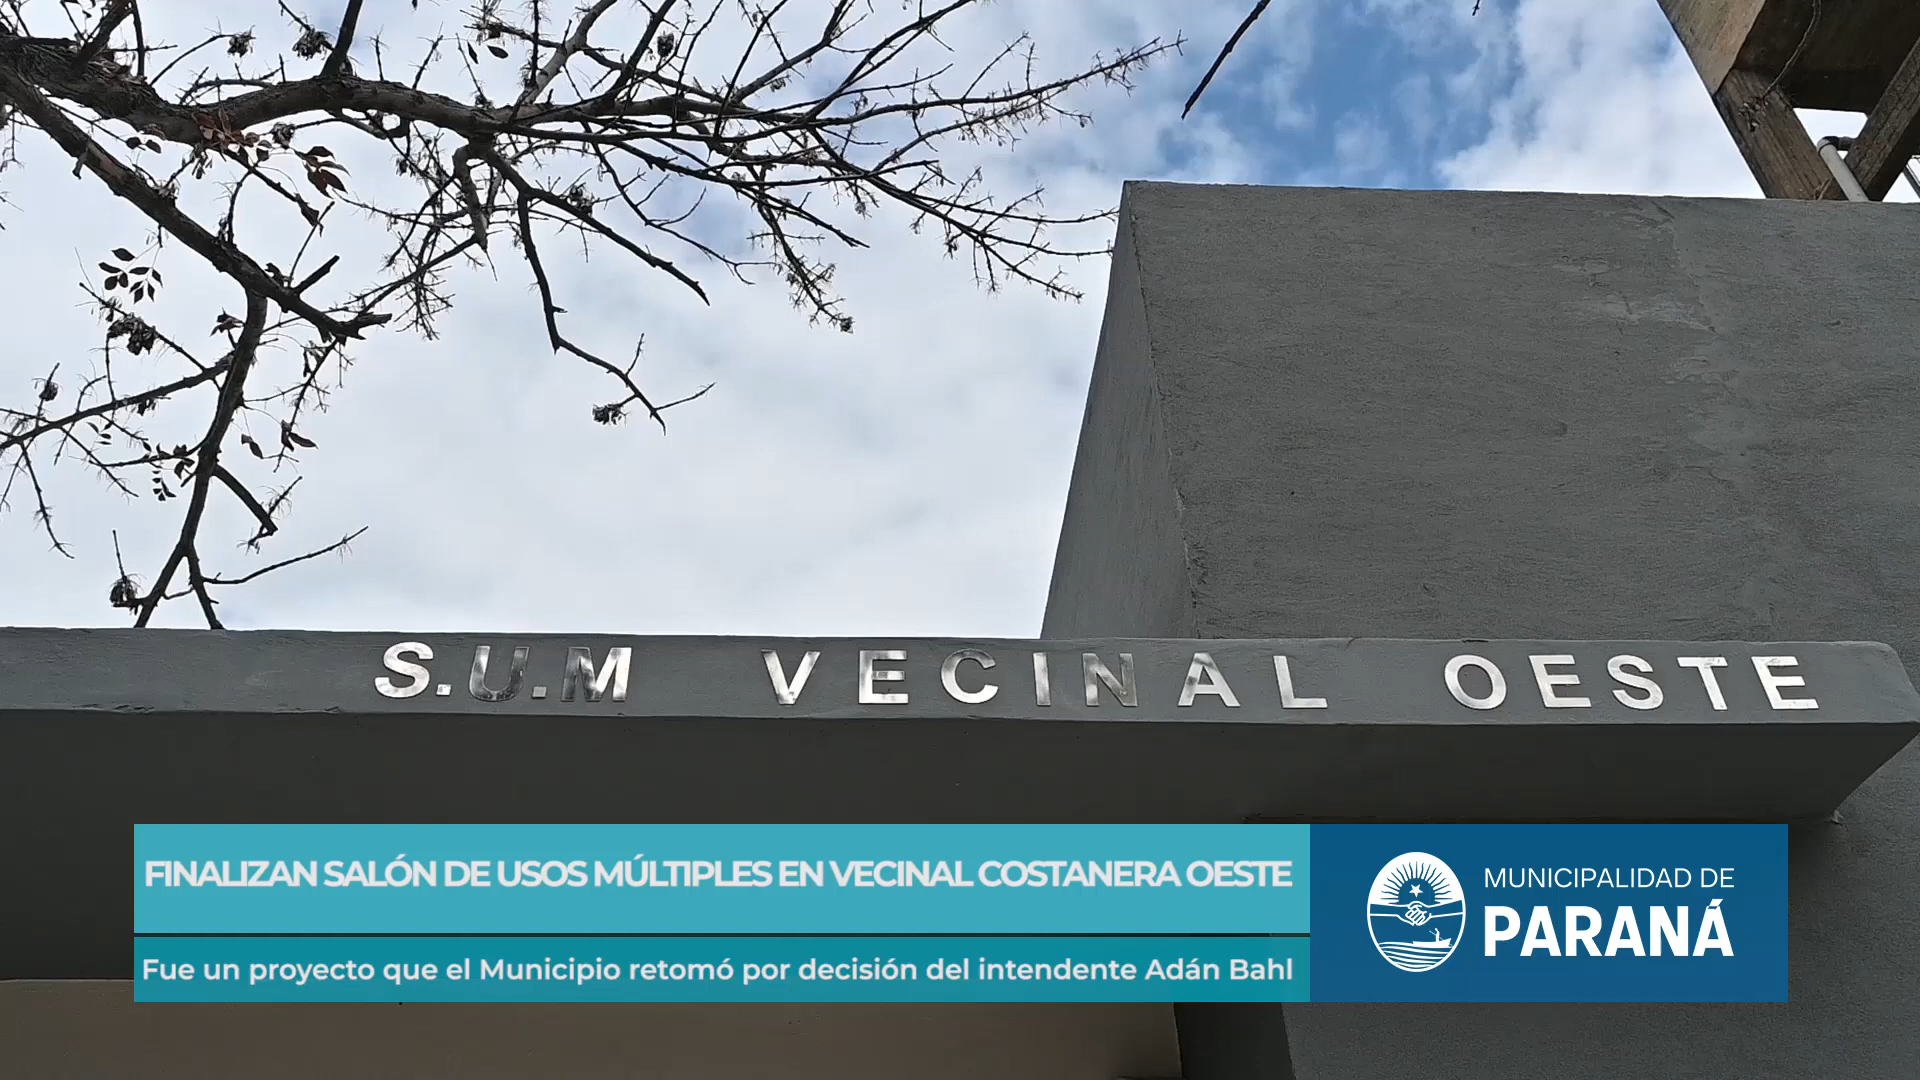 S.U.M VECINAL OESTE
FINALIZAN SALÓN DE USOS MÚLTIPLES EN VECINAL COSTANERA OESTE
Fue un proyecto que el Municipio retomó por decisión del intendente Adán Bahl
MUNICIPALIDAD DE
PARANÁ